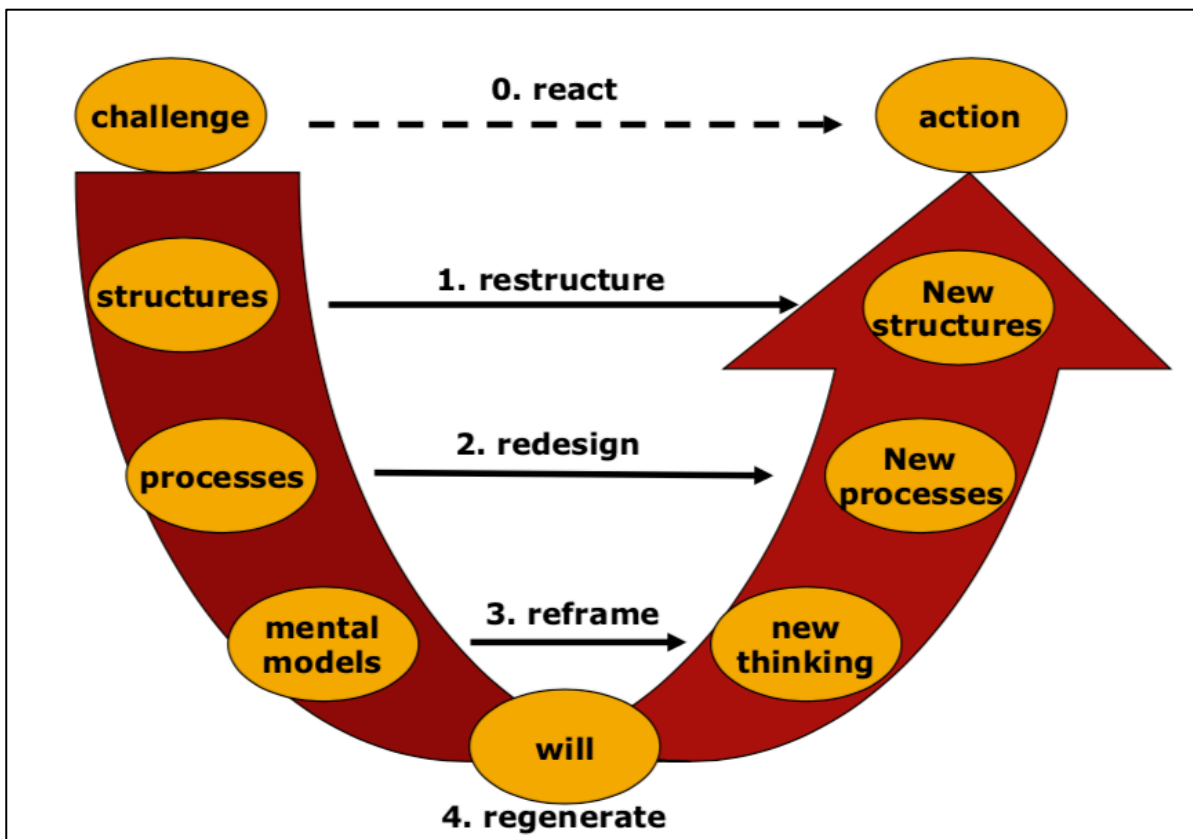 0. react
challenge
action
1. restructure
structures
New
structures
2. redesign
processes
New
processes
3. reframe
mental
models
new
thinking
will
4. regenerate